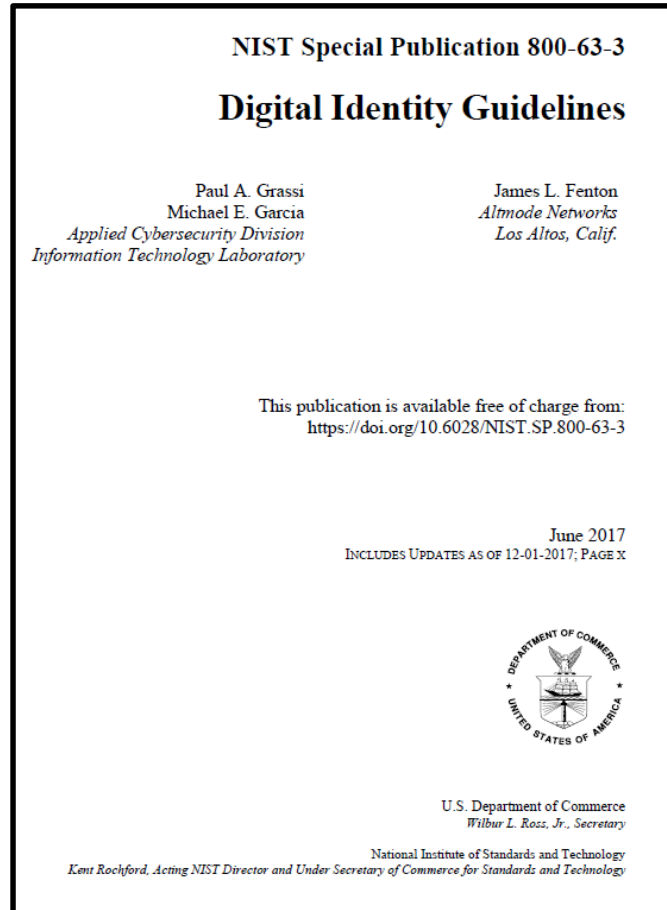 NIST Special Publication 800-63-3
Digital Identity Guidelines
Paul A. Grassi
Michael E. Garcia
Applied Cybersecurity Division
Information Technology Laboratory
James L. Fenton
Altmode Networks
Los Altos, Calif.
This publication is available free of charge from:
https://doi.org/10.6028/NIST.SP.800-63-3
June 2017
INCLUDES UPDATES AS OF 12-01-2017; PAGE X
DEPARTMENT OF COMMERCE
UNITED STATES OF AMERICA
U.S. Department of Commerce
Wilbur L. Ross, Jr., Secretary
National Institute of Standards and Technology
Kent Rochford, Acting NIST Director and Under Secretary of Commerce for Standards and Technology